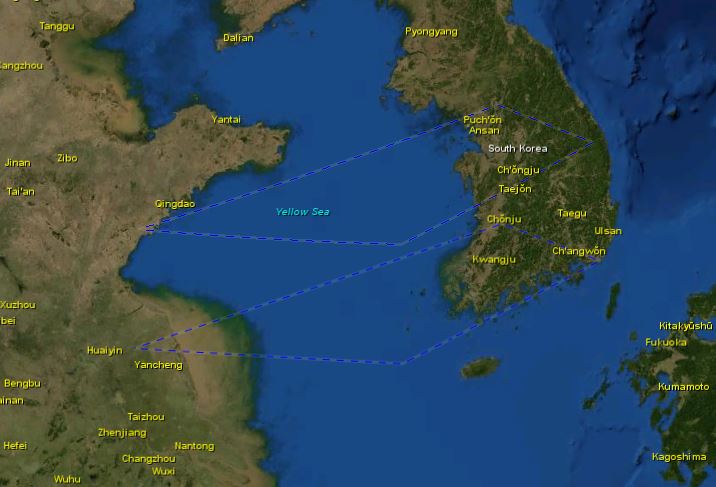 Tanggu
Dalian
Pyongyang
angzhou
Yantai
Puch'ŏn
Ansan
South Korea
Jinan
Zibo
Ch'ŏngju
Tai'an
Taejŏn
Qingdao
Yellow Sea
Chŏnju
Taegu
Ulsan
Ch'angwŏn
Kwangju
Xuzhou
bei
Kitakyūshū
Fukuoka
Huaiyin
Yancheng
Bengbu
ainan
Kumamoto
Taizhou
Zhenjiang
Hefei
Nantong
Changzhou
Kagoshima
Wuxi
Wuhu